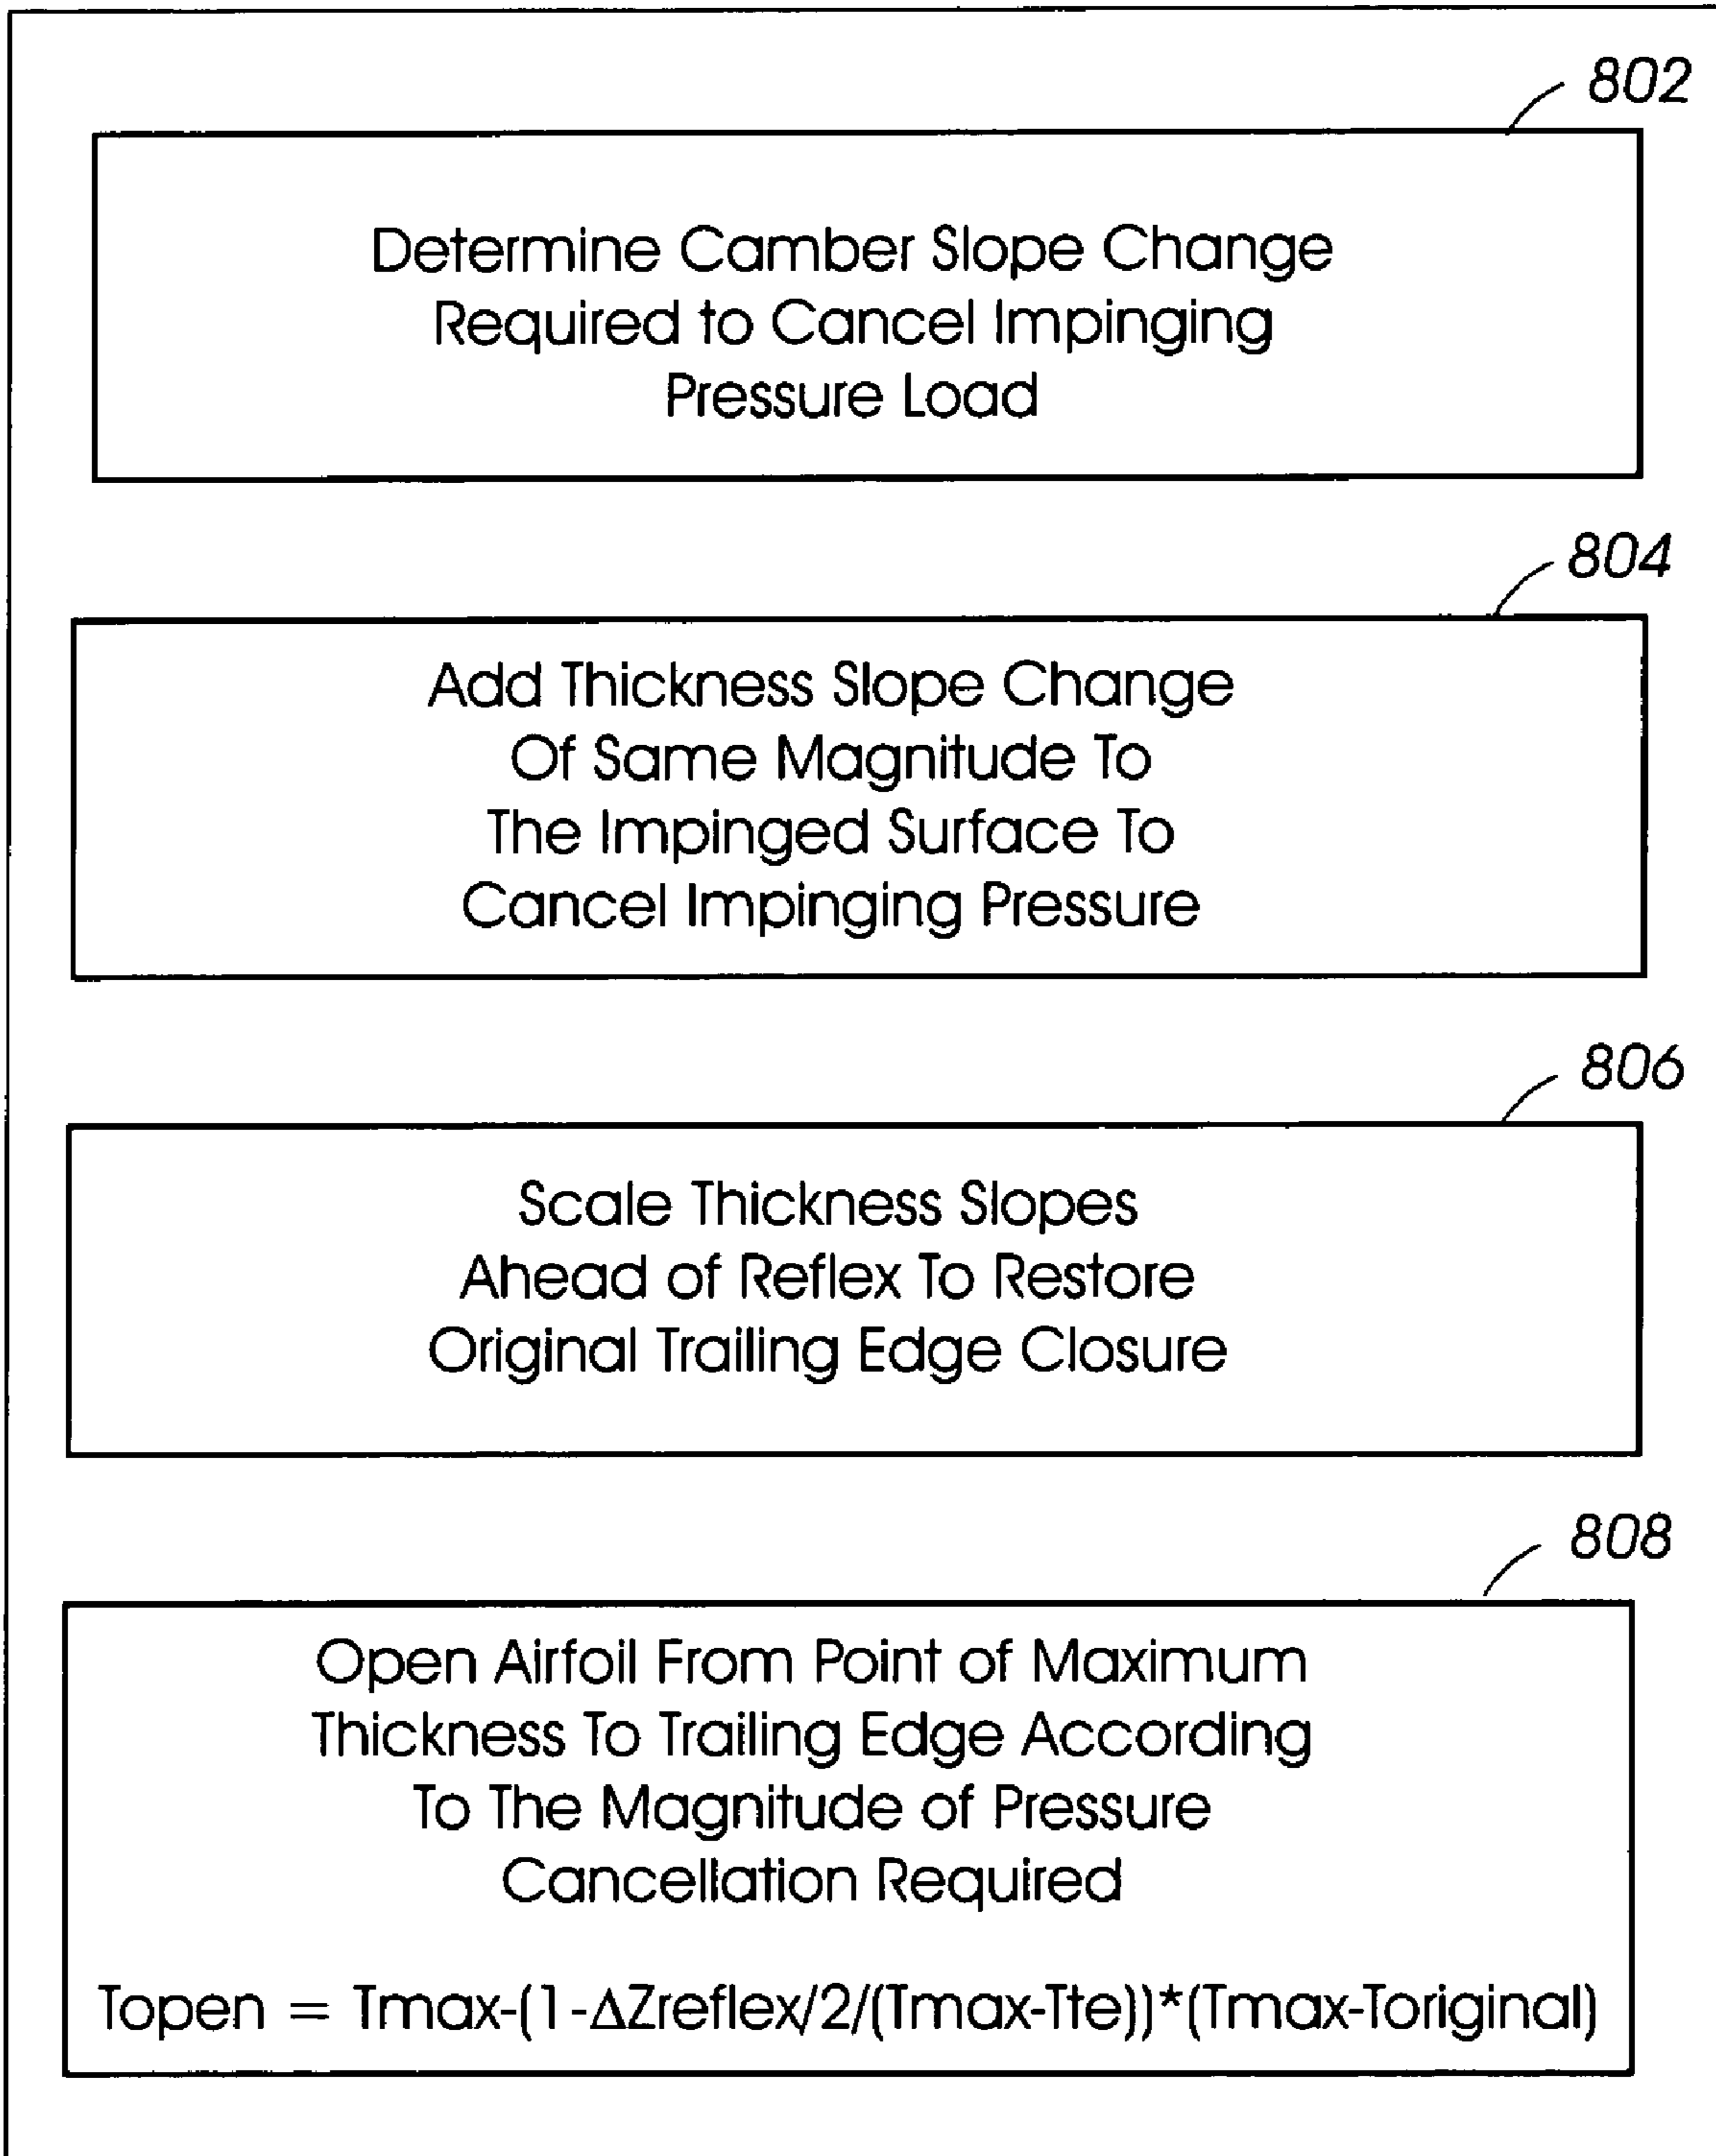 802
Determine Camber Slope Change
Required to Cancel Impinging
Pressure Load
804
Add Thickness Slope Change
Of Same Magnitude To
The Impinged Surface To
Cancel Impinging Pressure
806
Scale Thickness Slopes
Ahead of Reflex To Restore
Original Trailing Edge Closure
808
Open Airfoil From Point of Maximum
Thickness To Trailing Edge According
To The Magnitude of Pressure
Cancellation Required
Topen = Tmax-(1-ΔZreflex/2/(Tmax-Tte))*(Tmax-Toriginal)